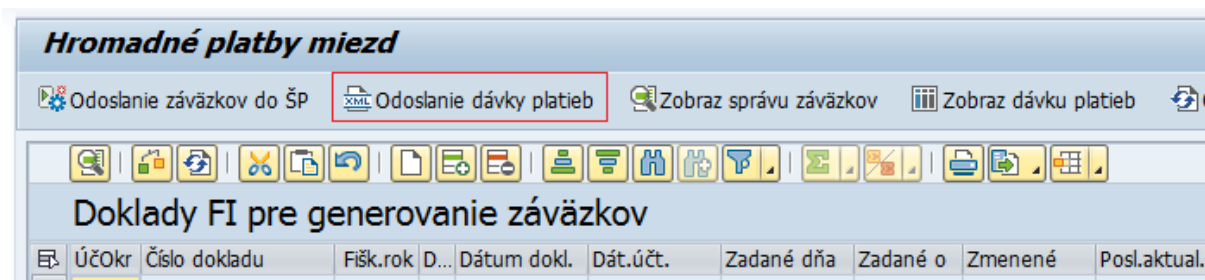 Hromadné platby miezd
Odoslanie záväzkov do ŠP XML Odoslanie dávky platieb Zobraz správu záväzkov Zobraz dávku platieb
Doklady FI pre generovanie záväzkov
ÚčOkr Číslo dokladu Fišk.rok D... Dátum dokl. Dát.účt. Zadané dňa Zadané o Zmenené Posl.aktual.